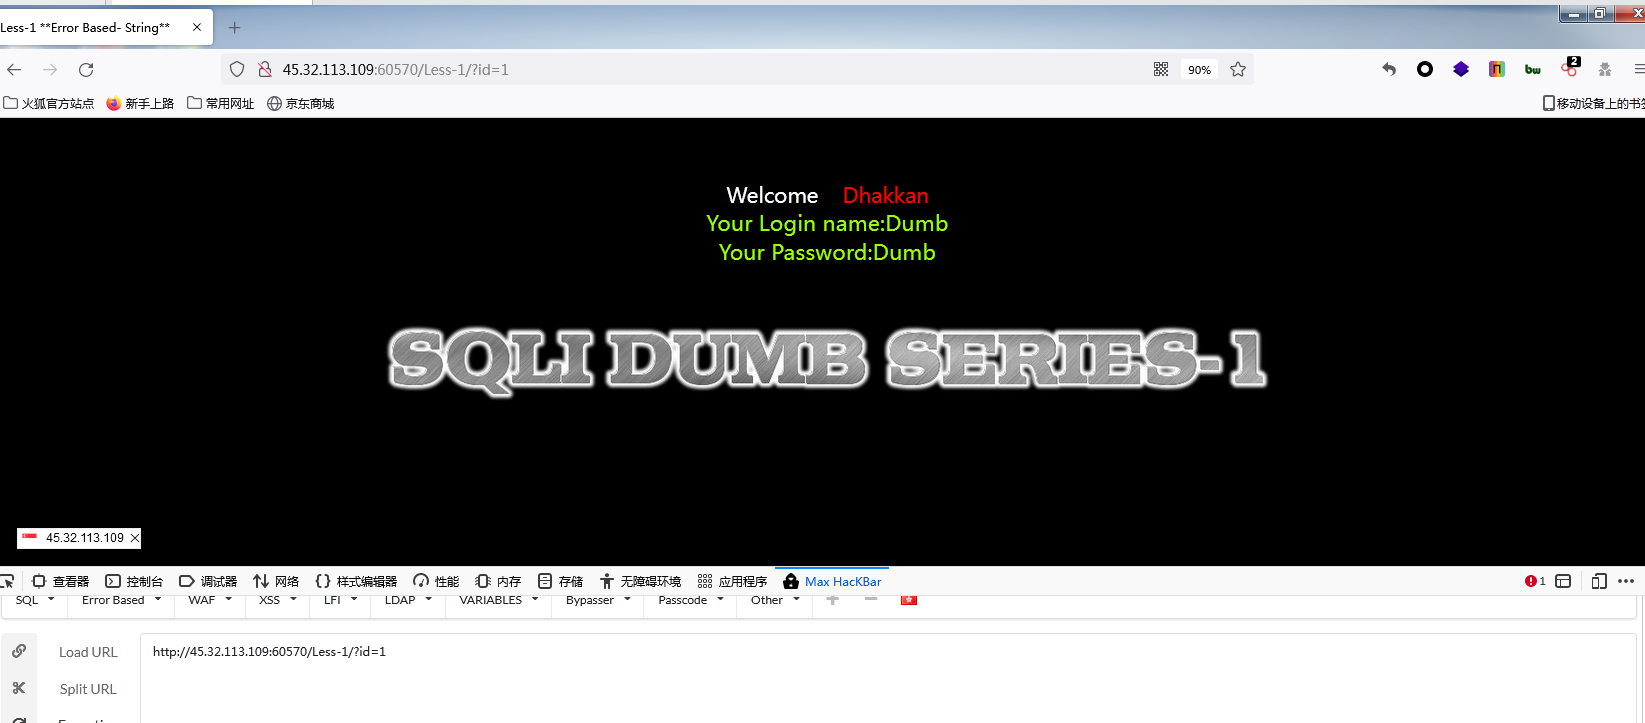 Less-1 **Error Based- String**
45.32.113.109:60570/Less-1/?id=1
90%
bw
2
火狐官方站点 新手上路 常用网址 京东商城
移动设备上的书签
Welcome Dhakkan
Your Login name:Dumb
Your Password:Dumb
SQLI DUMB SERIES-1
45.32.113.109
查看器 控制台 调试器 网络 样式编辑器 性能 内存 存储 无障碍环境 应用程序 Max HacKBar 1
SQL Error Based WAF XSS LFI LDAP VARIABLES Bypasser Passcode Other
Load URL http://45.32.113.109:60570/Less-1/?id=1
Split URL